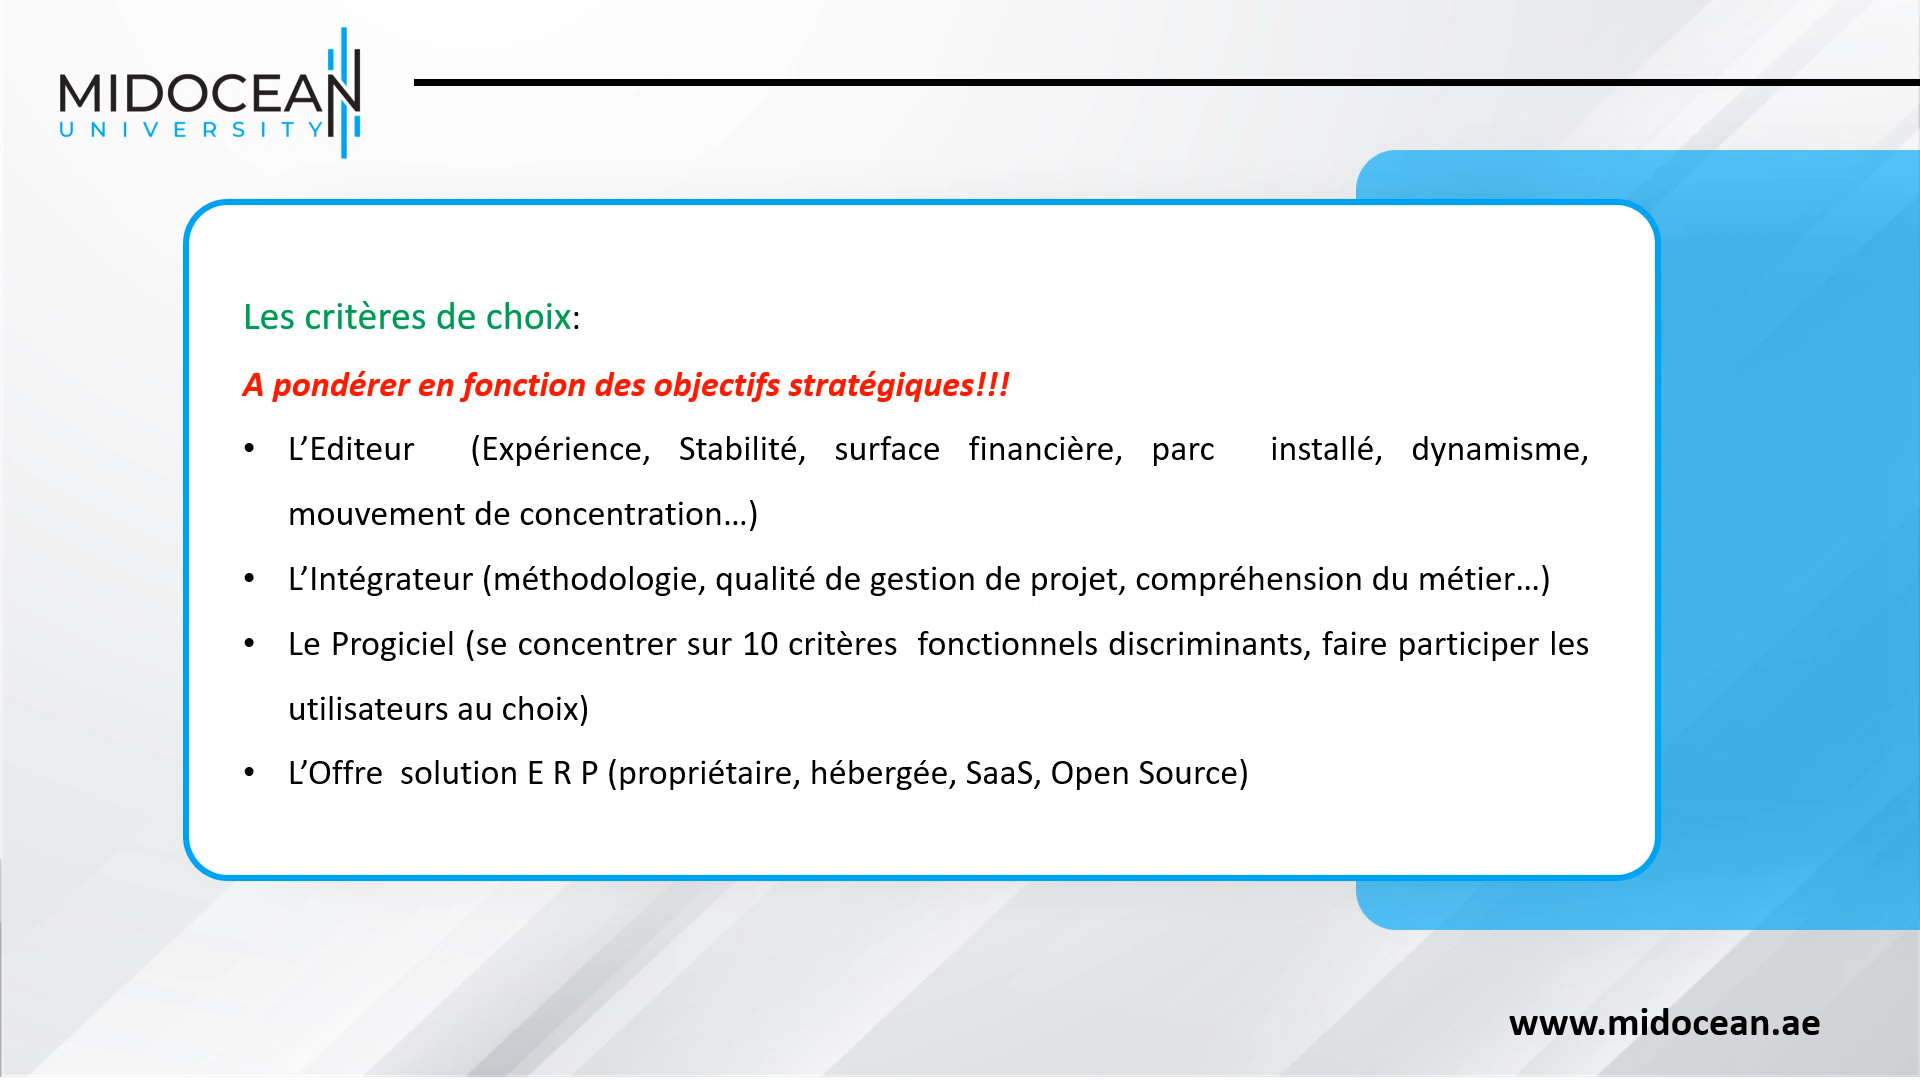 MIDOCEAN
UNIVERSITY
Les critères de choix:
A pondérer en fonction des objectifs stratégiques!!!
• L’Editeur (Expérience, Stabilité, surface financière, parc installé, dynamisme,
mouvement de concentration…)
• L’Intégrateur (méthodologie, qualité de gestion de projet, compréhension du métier…)
• Le Progiciel (se concentrer sur 10 critères fonctionnels discriminants, faire participer les
utilisateurs au choix)
• L’Offre solution E R P (propriétaire, hébergée, SaaS, Open Source)
www.midocean.ae